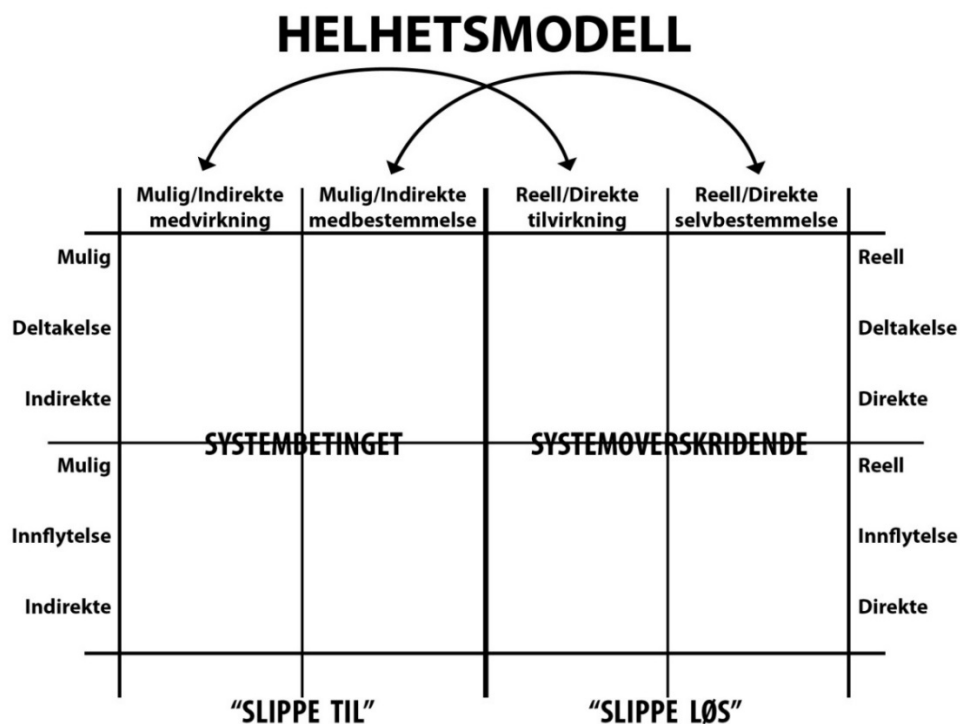 HELHETSMODELL
Mulig/Indirekte Mulig/Indirekte Reell/Direkte Reell/Direkte
medvirkning medbestemmelse tilvirkning selvbestemmelse
Mulig Reell
Deltakelse Deltakelse
Indirekte Direkte
SYSTEMBETINGET SYSTEMOVERSKRIDENDE
Mulig Reell
Innflytelse Innflytelse
Indirekte Direkte
"SLIPPE TIL" "SLIPPE LØS"